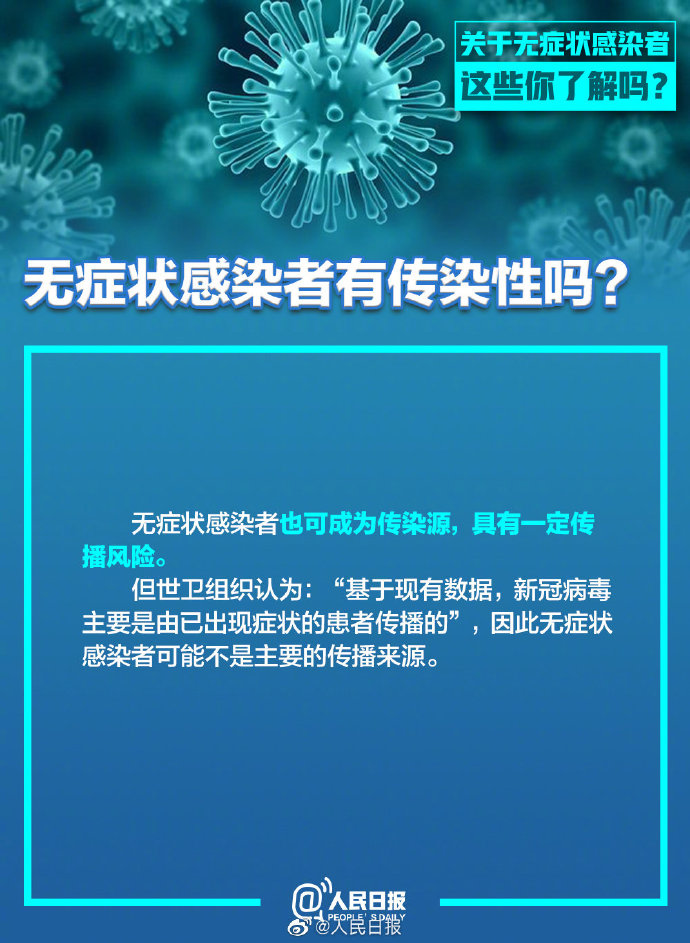 关于无症状感染者
这些你了解吗？
无症状感染者有传染性吗？
无症状感染者也可成为传染源，具有一定传
播风险。
但世卫组织认为：“基于现有数据，新冠病毒
主要是由已出现症状的患者传播的”，因此无症状
感染者可能不是主要的传播来源。
@人民日报
PEOPLE'S DAILY
@人民日报